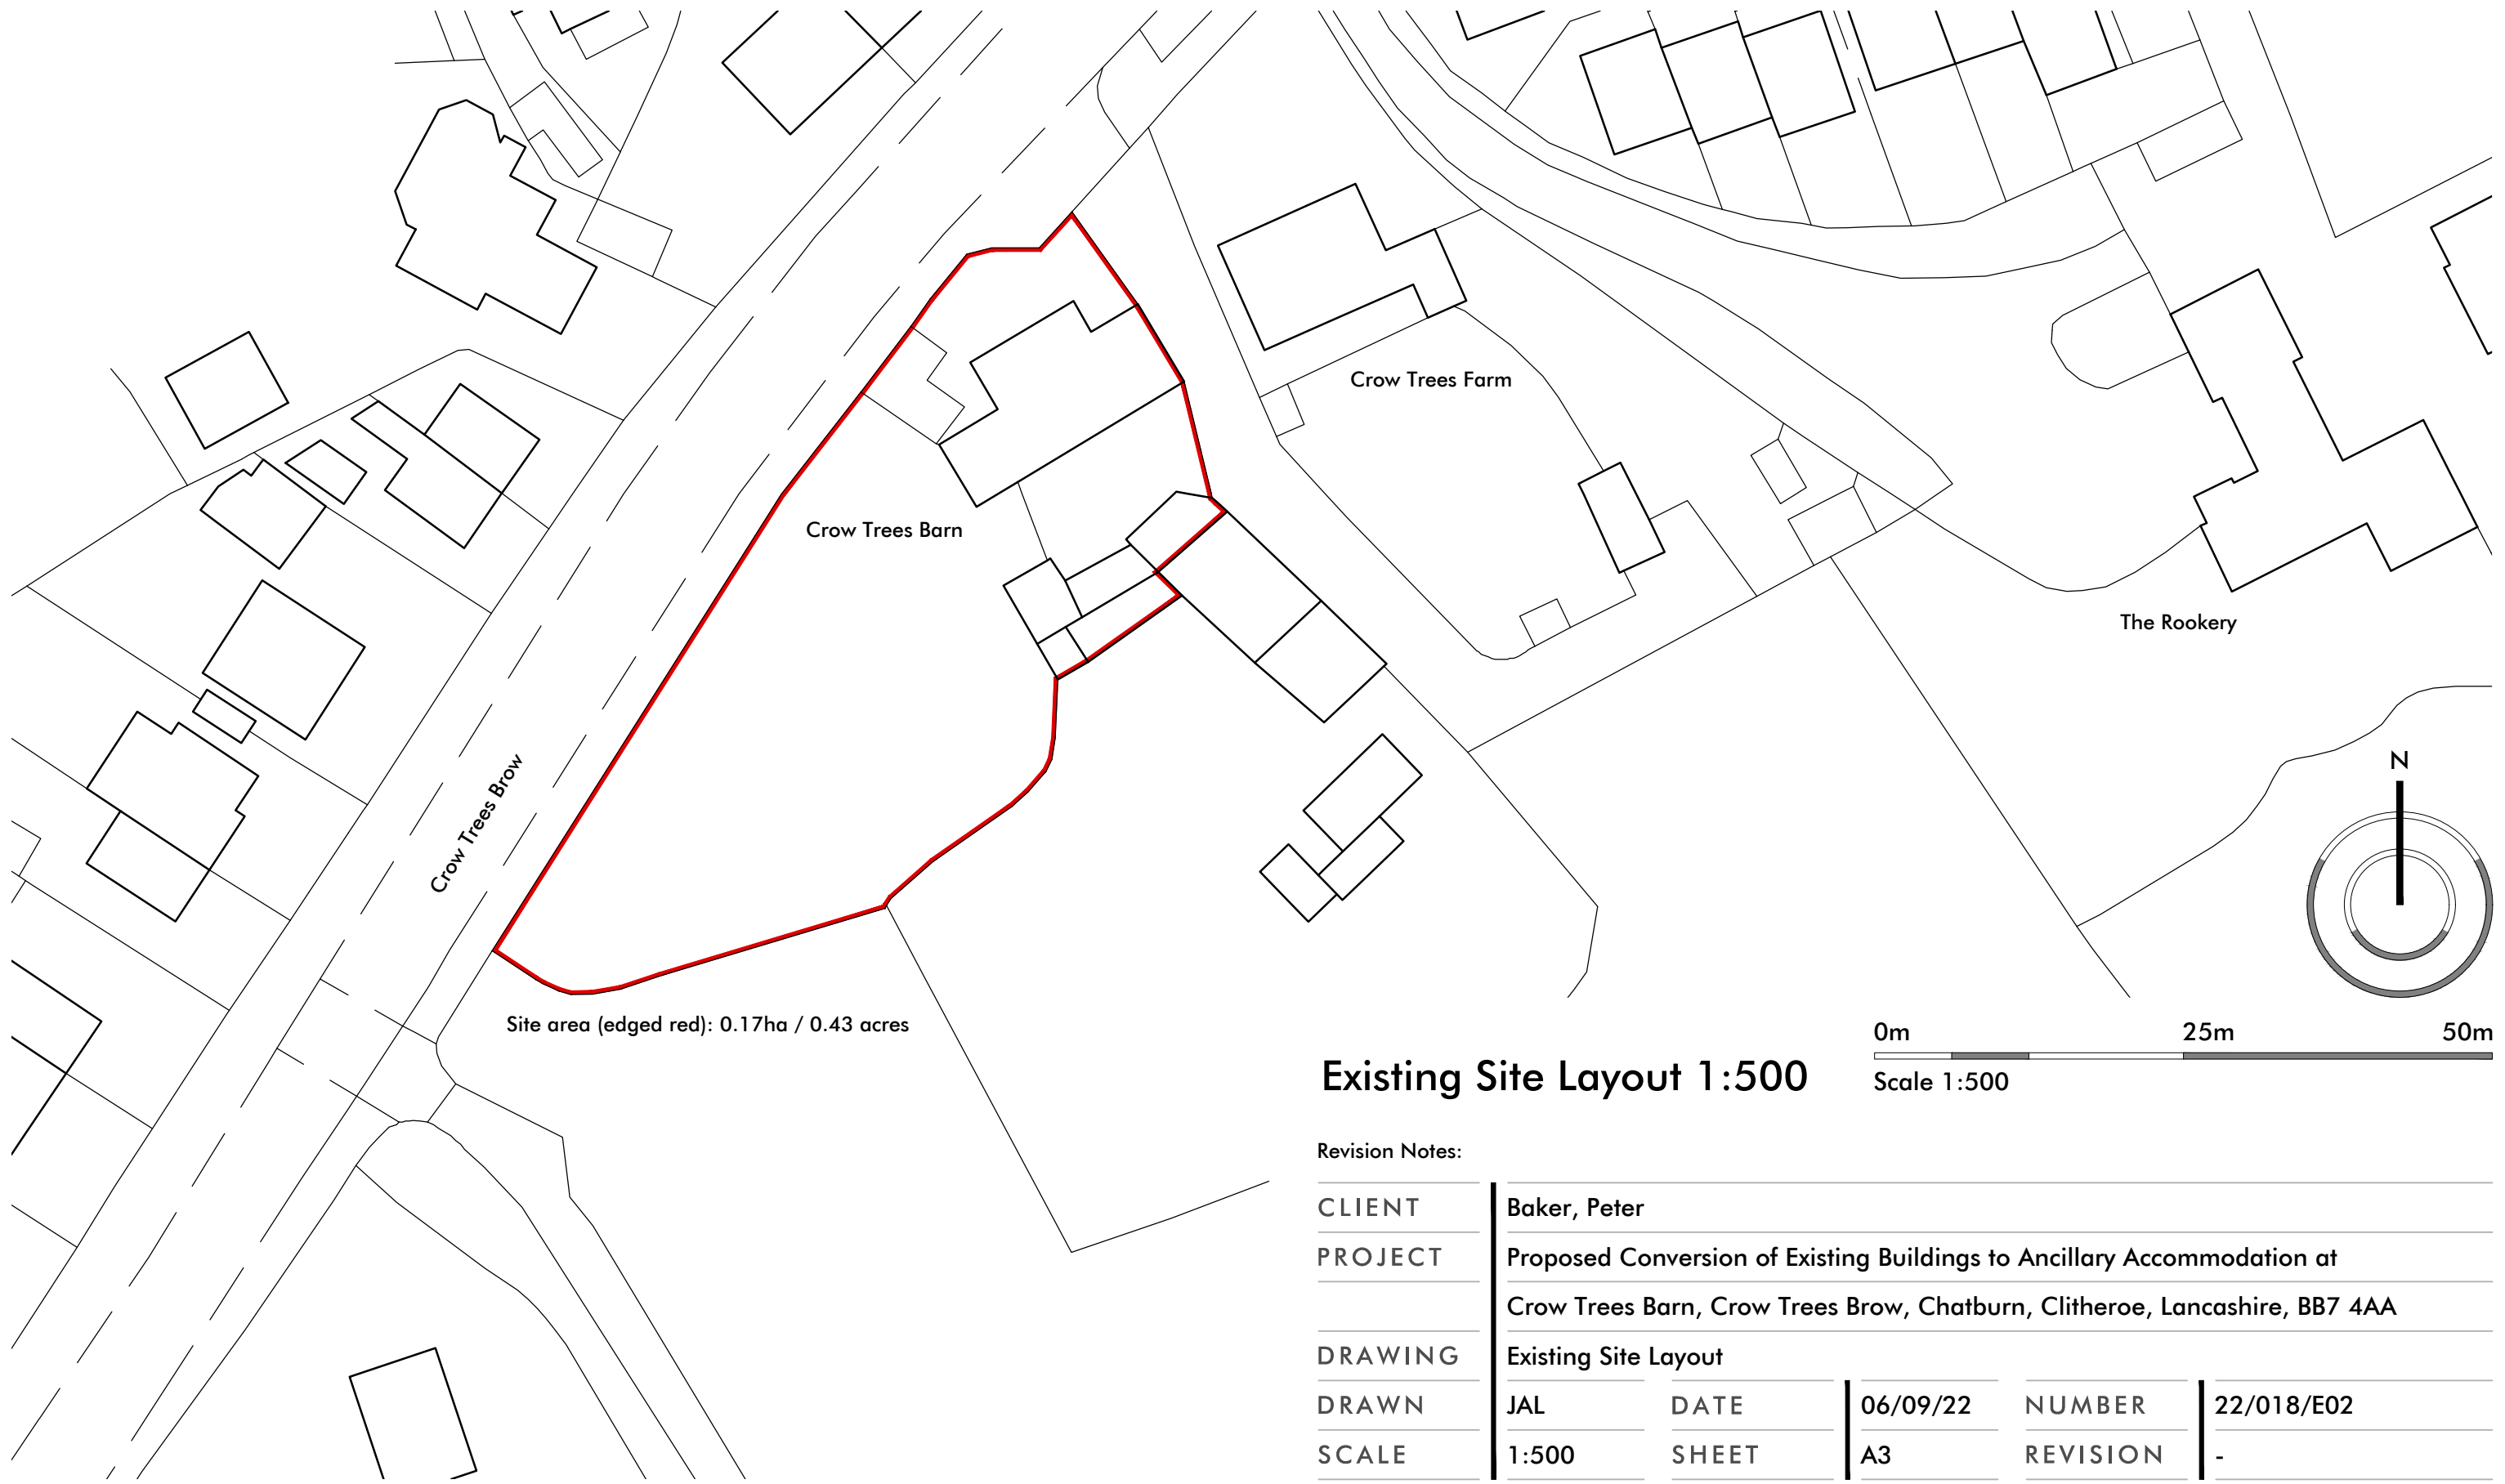 Crow Trees Farm
Crow Trees Barn
The Rookery
Crow Trees Brow
N
Site area (edged red): 0.17ha / 0.43 acres
0m 25m 50m
Scale 1:500
Existing Site Layout 1:500
Revision Notes:
CLIENT Baker, Peter
PROJECT Proposed Conversion of Existing Buildings to Ancillary Accommodation at
Crow Trees Barn, Crow Trees Brow, Chatburn, Clitheroe, Lancashire, BB7 4AA
DRAWING Existing Site Layout
DRAWN JAL DATE 06/09/22 NUMBER 22/018/E02
SCALE 1:500 SHEET A3 REVISION -